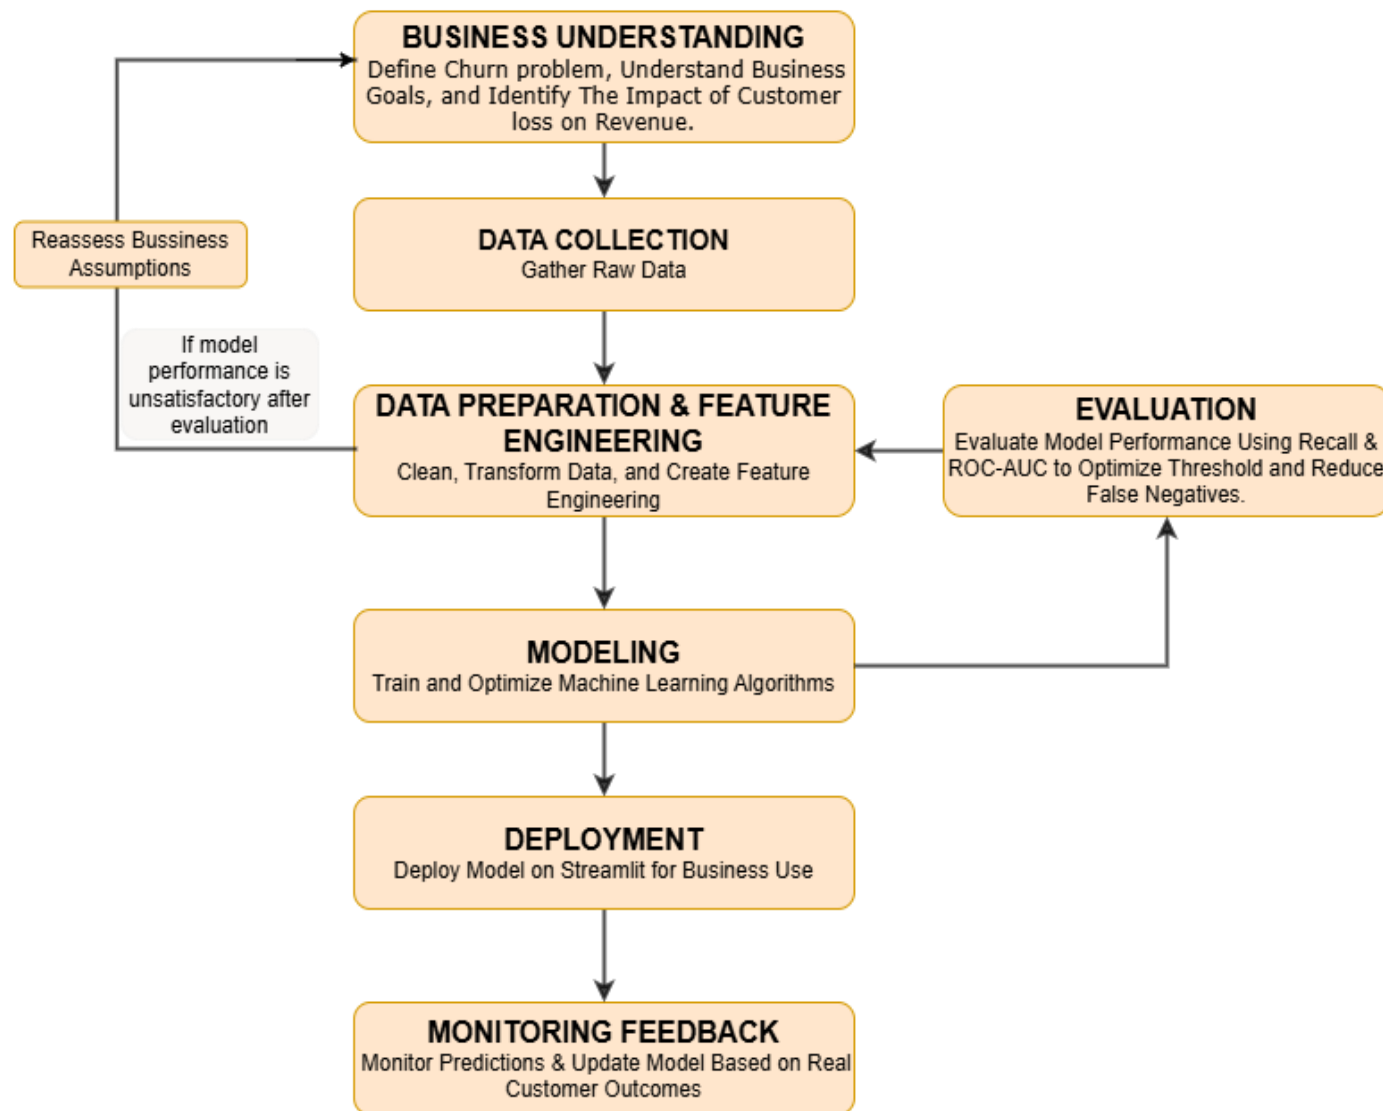 BUSINESS UNDERSTANDING
Define Churn problem, Understand Business
Goals, and Identify The Impact of Customer
loss on Revenue.
DATA COLLECTION
Gather Raw Data
Reassess Bussiness
Assumptions
If model
performance is
unsatisfactory after
evaluation
DATA PREPARATION & FEATURE
ENGINEERING
Clean, Transform Data, and Create Feature
Engineering
EVALUATION
Evaluate Model Performance Using Recall &
ROC-AUC to Optimize Threshold and Reduce
False Negatives.
MODELING
Train and Optimize Machine Learning Algorithms
DEPLOYMENT
Deploy Model on Streamlit for Business Use
MONITORING FEEDBACK
Monitor Predictions & Update Model Based on Real
Customer Outcomes